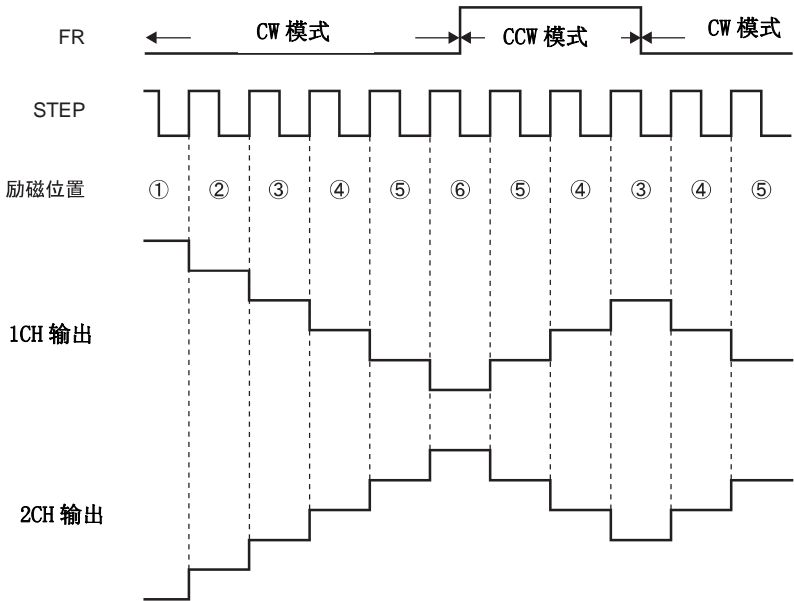 FR CW 模式 CCW 模式 CW 模式
STEP
励磁位置 ① ② ③ ④ ⑤ ⑥ ⑤ ④ ③ ④ ⑤
1CH 输出
2CH 输出